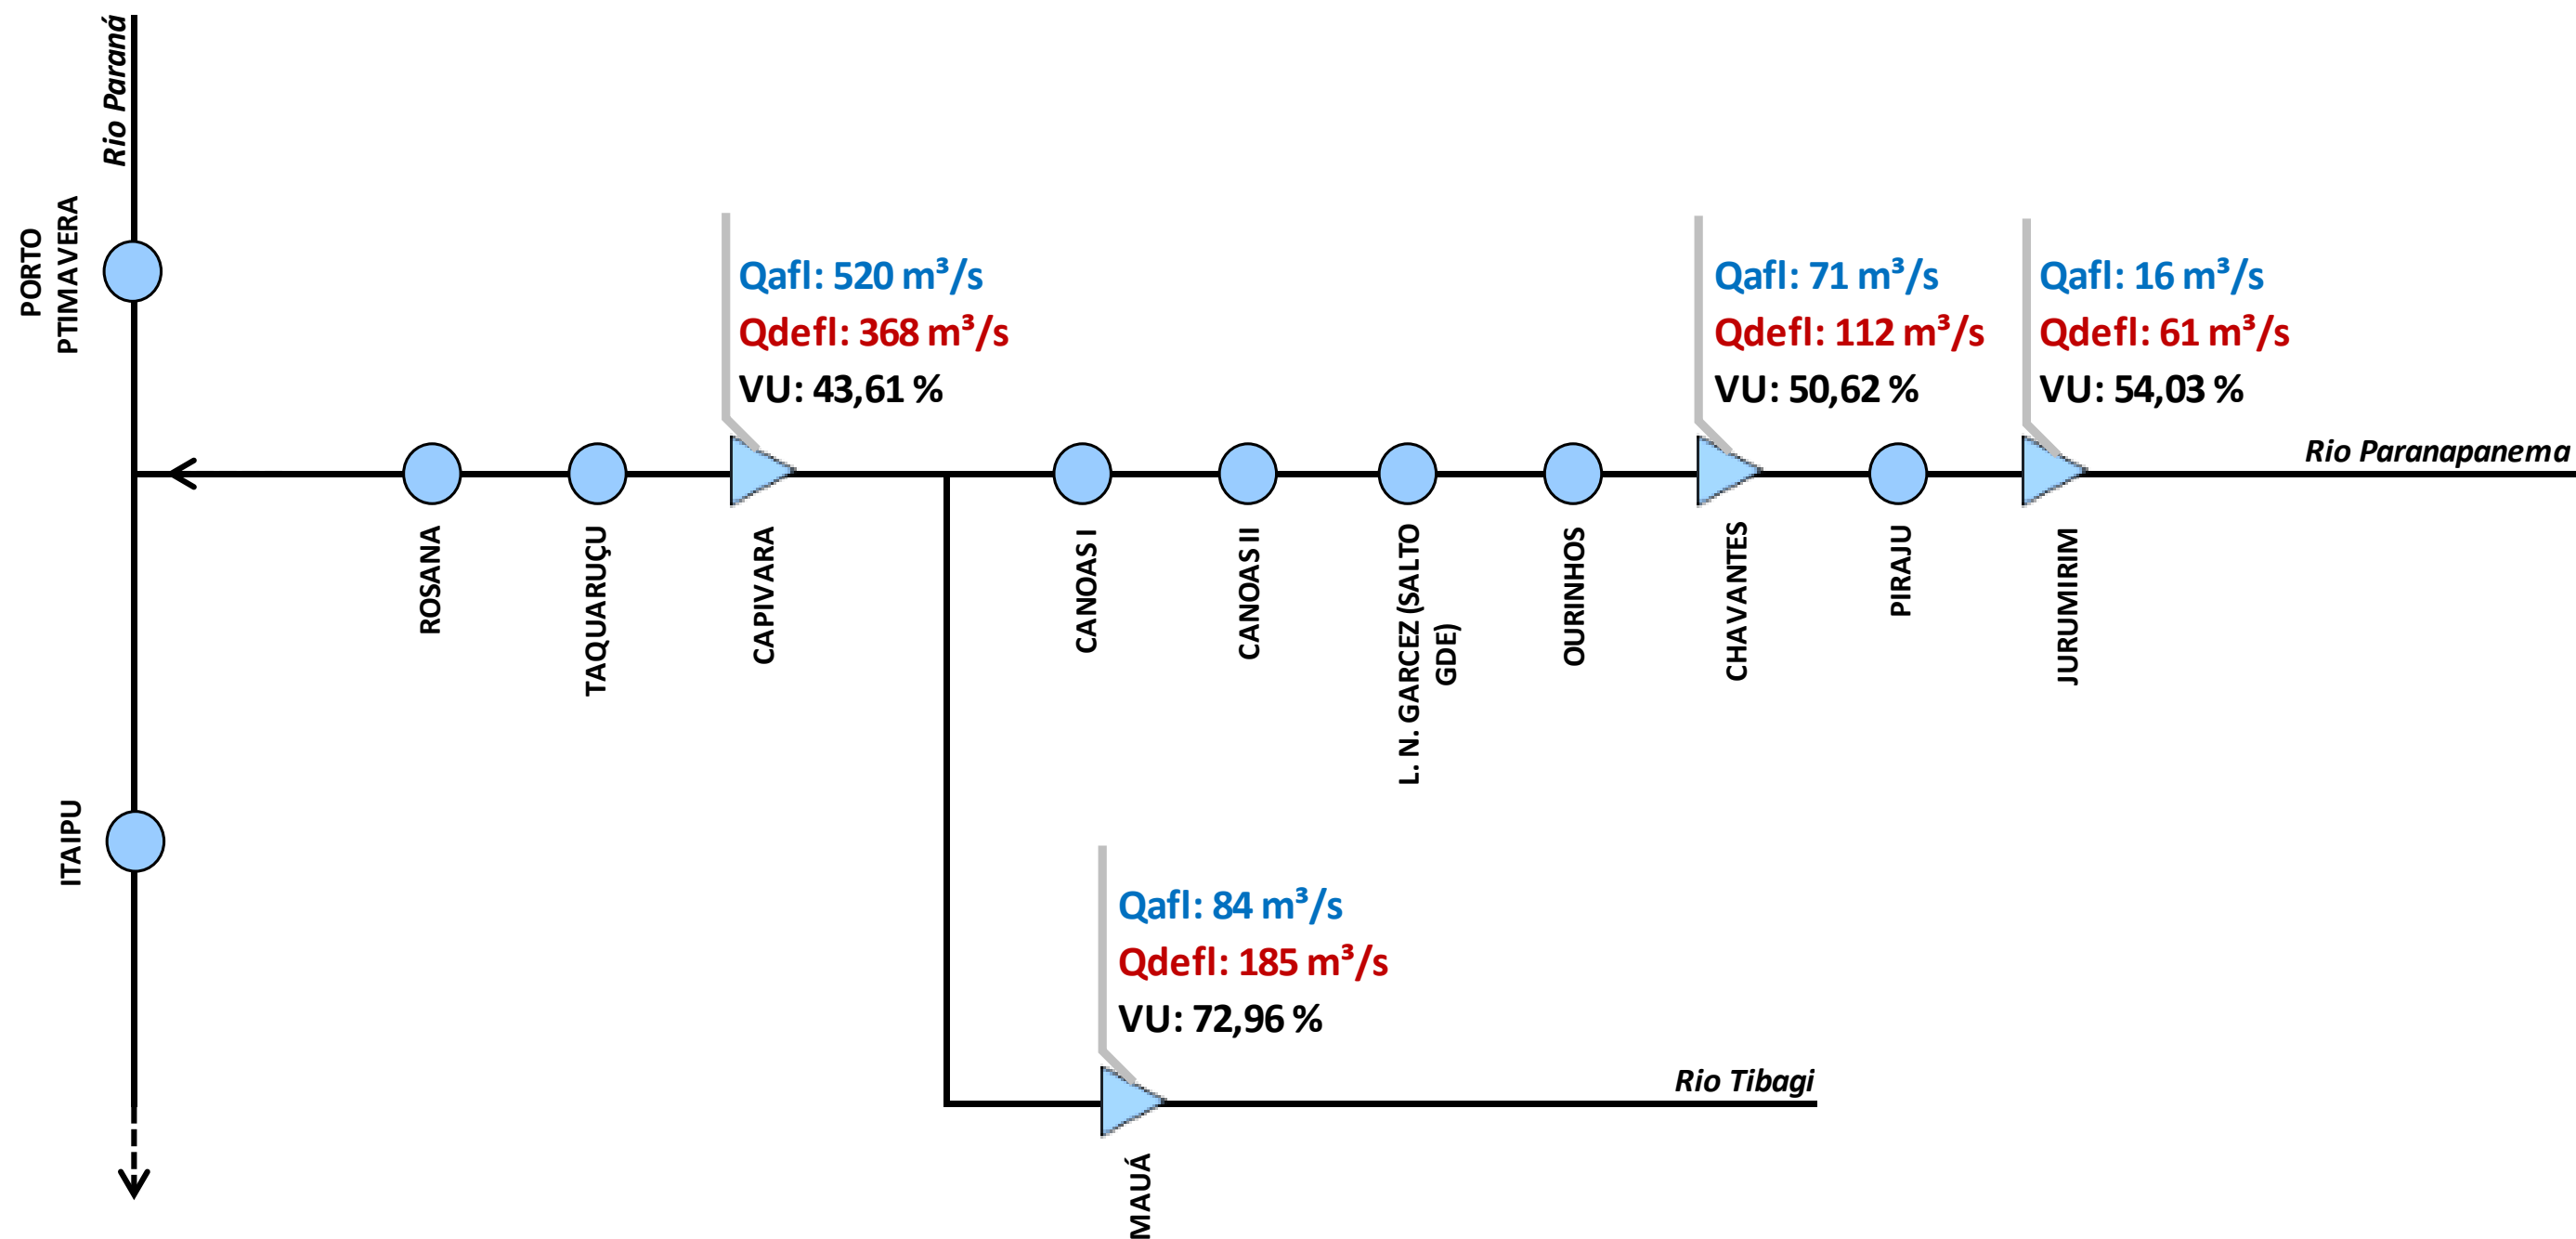 Rio Paraná
PORTO
PTIMAVERA
Qafl: 520 m³/s
Qdefl: 368 m³/s
VU: 43,61 %
Qafl: 71 m³/s
Qdefl: 112 m³/s
VU: 50,62 %
Qafl: 16 m³/s
Qdefl: 61 m³/s
VU: 54,03 %
Rio Paranapanema
ROSANA
TAQUARUÇU
CAPIVARA
CANOAS I
CANOAS II
L. N. GARCEZ (SALTO
GDE)
OURINHOS
CHAVANTES
PIRAJU
JURUMIRIM
ITAIPU
Qafl: 84 m³/s
Qdefl: 185 m³/s
VU: 72,96 %
Rio Tibagi
MAUÁ